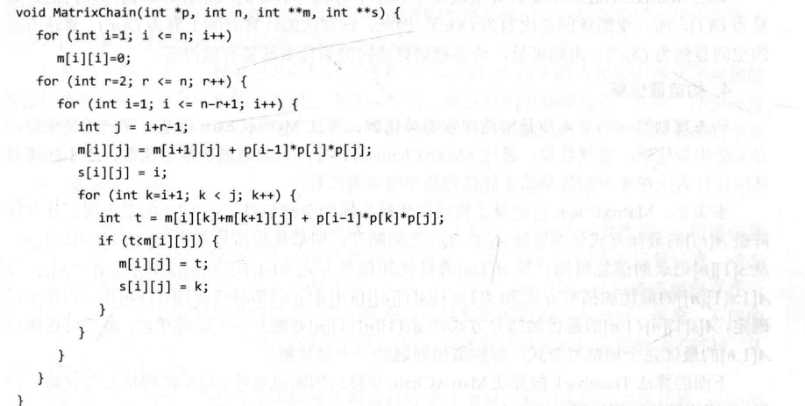 void MatrixChain(int *p, int n, int **m, int **s) {
for (int i=1; i <= n; i++)
m[i][i]=0;
for (int r=2; r <= n; r++) {
for (int i=1; i <= n-r+1; i++) {
int j = i+r-1;
m[i][j] = m[i+1][j] + p[i-1]*p[i]*p[j];
s[i][j] = i;
for (int k=i+1; k < j; k++) {
int t = m[i][k]+m[k+1][j] + p[i-1]*p[k]*p[j];
if (t<m[i][j]) {
m[i][j] = t;
s[i][j] = k;
}
}
}
}
}